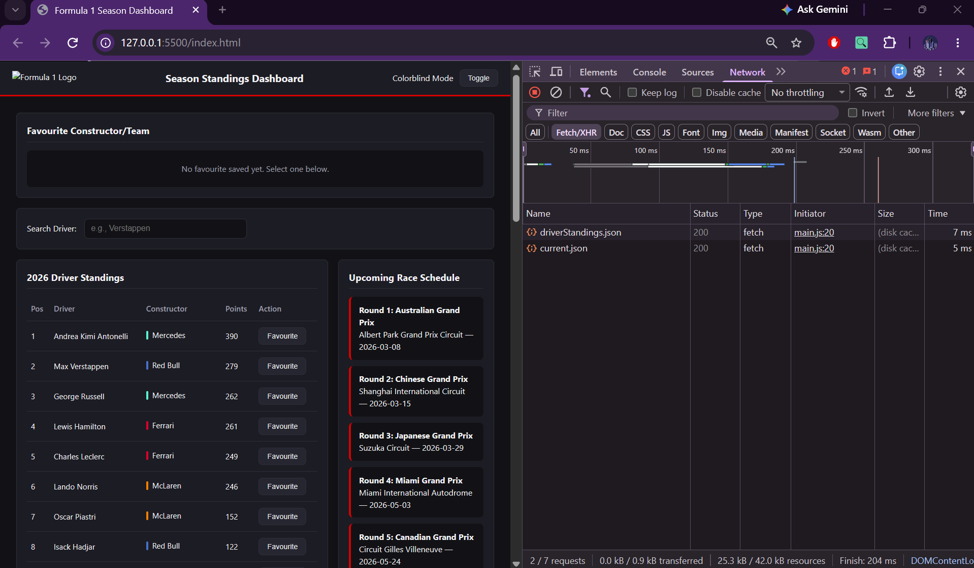 Formula 1 Season Dashboard
Ask Gemini
127.0.0.1:5500/index.html
Formula 1 Logo
Season Standings Dashboard
Colorblind Mode
Toggle
Favourite Constructor/Team
No favourite saved yet. Select one below.
Search Driver:
e.g., Verstappen
2026 Driver Standings
Pos Driver Constructor Points Action
1 Andrea Kimi Antonelli Mercedes 390 Favourite
2 Max Verstappen Red Bull 279 Favourite
3 George Russell Mercedes 262 Favourite
4 Lewis Hamilton Ferrari 261 Favourite
5 Charles Leclerc Ferrari 249 Favourite
6 Lando Norris McLaren 246 Favourite
7 Oscar Piastri McLaren 152 Favourite
8 Isack Hadjar Red Bull 122 Favourite
Upcoming Race Schedule
Round 1: Australian Grand
Prix
Albert Park Grand Prix Circuit —
2026-03-08
Round 2: Chinese Grand Prix
Shanghai International Circuit
— 2026-03-15
Round 3: Japanese Grand Prix
Suzuka Circuit — 2026-03-29
Round 4: Miami Grand Prix
Miami International Autodrome
— 2026-05-03
Round 5: Canadian Grand Prix
Circuit Gilles Villeneuve —
2026-05-24
Elements Console Sources Network 1 1
Keep log Disable cache No throttling
Filter Invert More filters
All Fetch/XHR Doc CSS JS Font Img Media Manifest Socket Wasm Other
50 ms 100 ms 150 ms 200 ms 250 ms 300 ms
Name Status Type Initiator Size Time
driverStandings.json 200 fetch main.js:20 (disk cac... 7 ms
current.json 200 fetch main.js:20 (disk cac... 5 ms
2 / 7 requests 0.0 kB / 0.9 kB transferred 25.3 kB / 42.0 kB resources Finish: 204 ms DOMContentLo